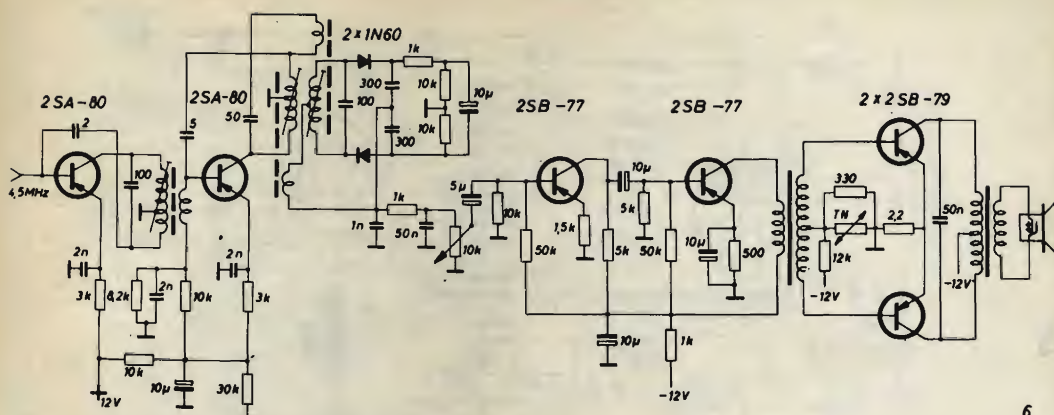 2 x 1N60
2SA-80
2
100
4,5MHz
2n
3k
8,2k
2n
10k
10k
10µ
12V
5
2SA-80
50
2n
3k
30k
100
300
300
1k
10k
10k
10µ
1n
1k
50n
10k
5µ
10k
2SB-77
50k
1,5k
5k
10µ
10µ
5k
50k
1k
-12V
2SB-77
10µ
500
2 x 2SB-79
330
TN
2,2
12k
-12V
50n
-12V
6